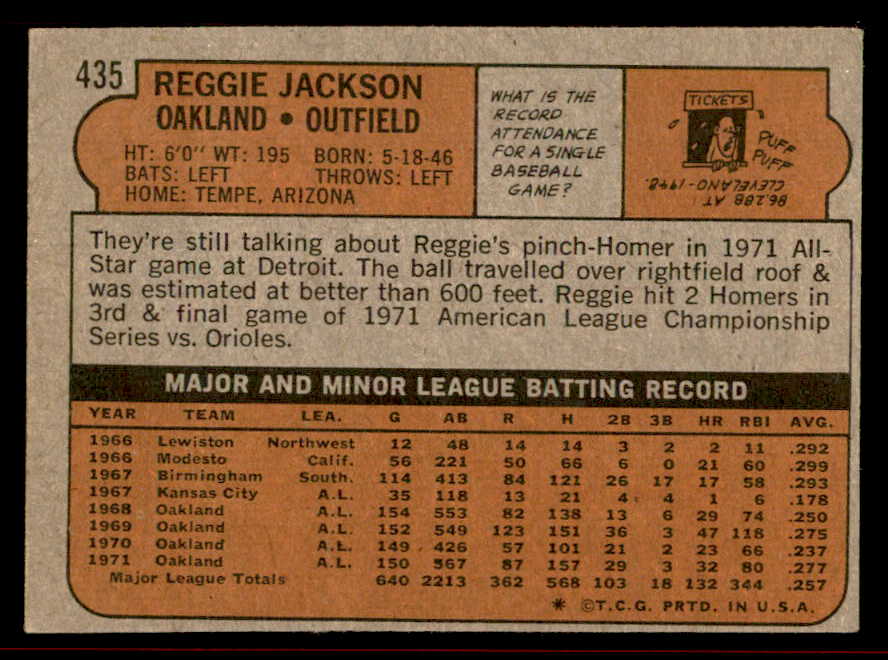 435
REGGIE JACKSON
OAKLAND • OUTFIELD
HT: 6'0" WT: 195 BORN: 5-18-46
BATS: LEFT THROWS: LEFT
HOME: TEMPE, ARIZONA
WHAT IS THE
RECORD
ATTENDANCE
FOR A SINGLE
BASEBALL
GAME?
TICKETS
PUFF
PUFF
86,288 AT
CLEVELAND-1948.
They're still talking about Reggie's pinch-Homer in 1971 All-
Star game at Detroit. The ball travelled over rightfield roof &
was estimated at better than 600 feet. Reggie hit 2 Homers in
3rd & final game of 1971 American League Championship
Series vs. Orioles.
MAJOR AND MINOR LEAGUE BATTING RECORD
YEAR TEAM LEA. G AB R H 2B 3B HR RBI AVG.
1966 Lewiston Northwest 12 48 14 14 3 2 2 11 .292
1966 Modesto Calif. 56 221 50 66 6 0 21 60 .299
1967 Birmingham South. 114 413 84 121 26 17 17 58 .293
1967 Kansas City A.L. 35 118 13 21 4 4 1 6 .178
1968 Oakland A.L. 154 553 82 138 13 6 29 74 .250
1969 Oakland A.L. 152 549 123 151 36 3 47 118 .275
1970 Oakland A.L. 149 426 57 101 21 2 23 66 .237
1971 Oakland A.L. 150 567 87 157 29 3 32 80 .277
Major League Totals 640 2213 362 568 103 18 132 344 .257
* ©T.C.G. PRTD. IN U.S.A.